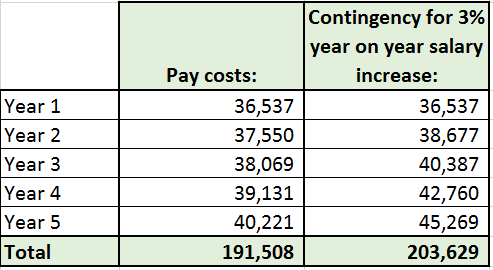 Pay costs: Contingency for 3% year on year salary increase:
Year 1 36,537 36,537
Year 2 37,550 38,677
Year 3 38,069 40,387
Year 4 39,131 42,760
Year 5 40,221 45,269
Total 191,508 203,629